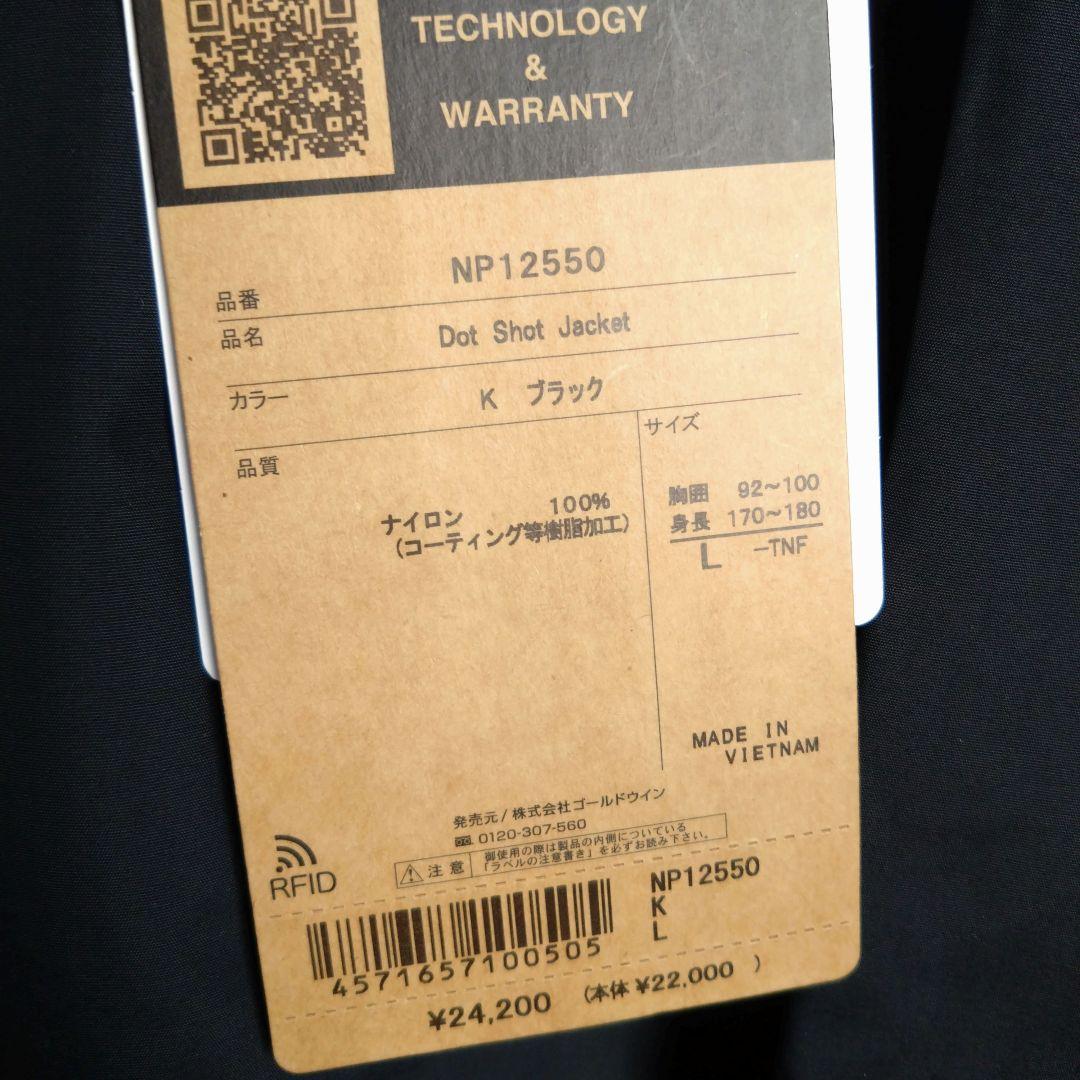 TECHNOLOGY
&
WARRANTY
品番 NP12550
品名 Dot Shot Jacket
カラー K ブラック
品質
ナイロン 100%
(コーティング等樹脂加工)
サイズ
胸囲 92~100
身長 170~180
L -TNF
MADE IN
VIETNAM
発売元/株式会社ゴールドウイン
0120-307-560
注意
御使用の際は製品の内側についている
「ラベルの注意書き」を必ずお読み下さい。
RFID
NP12550
K
L
4571657100505
¥24,200 (本体 ¥22,000 )